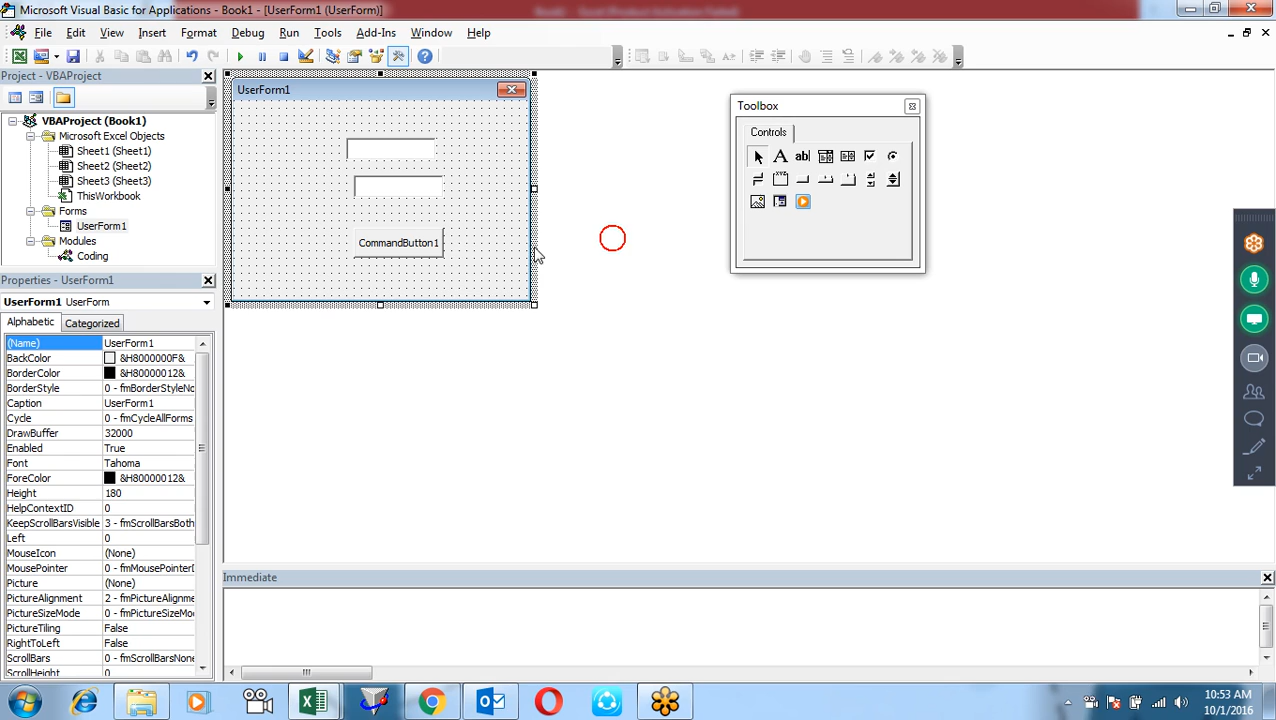 Microsoft Visual Basic for Applications - Book1 - [UserForm1 (UserForm)]
File Edit View Insert Format Debug Run Tools Add-Ins Window Help
Project - VBAProject
VBAProject (Book1)
Microsoft Excel Objects
Sheet1 (Sheet1)
Sheet2 (Sheet2)
Sheet3 (Sheet3)
ThisWorkbook
Forms
UserForm1
Modules
Coding
UserForm1
CommandButton1
Toolbox
Controls
A
ab
XYZ
Properties - UserForm1
UserForm1 UserForm
Alphabetic Categorized
(Name) UserForm1
BackColor &H8000000F&
BorderColor &H80000012&
BorderStyle 0 - fmBorderStyleNo
Caption UserForm1
Cycle 0 - fmCycleAllForms
DrawBuffer 32000
Enabled True
Font Tahoma
ForeColor &H80000012&
Height 180
HelpContextID 0
KeepScrollBarsVisible 3 - fmScrollBarsBoth
Left 0
MouseIcon (None)
MousePointer 0 - fmMousePointerD
Picture (None)
PictureAlignment 2 - fmPictureAlignme
PictureSizeMode 0 - fmPictureSizeMo
PictureTiling False
RightToLeft False
ScrollBars 0 - fmScrollBarsNone
ScrollHeight 0
Immediate
10:53 AM
10/1/2016